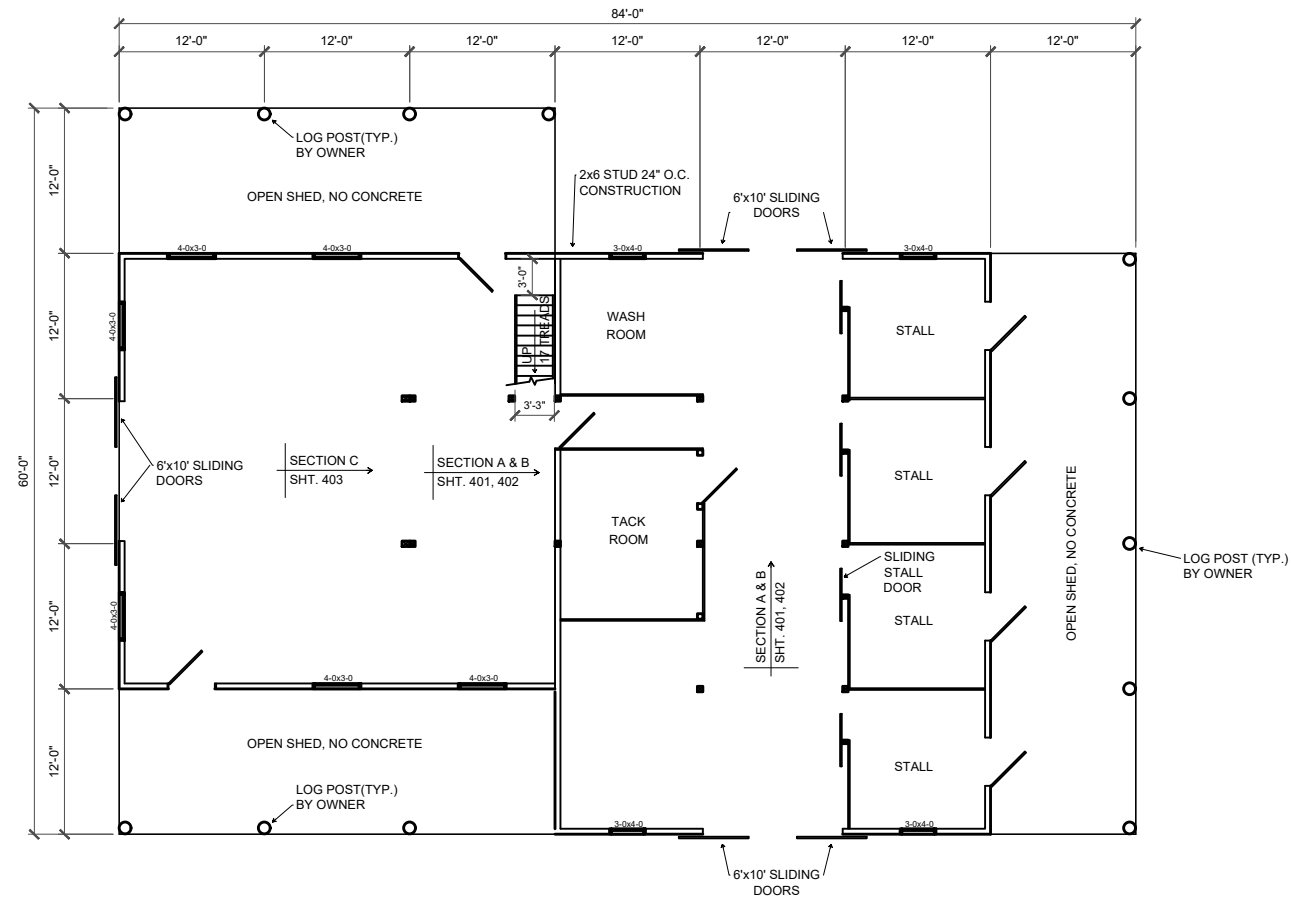 84'-0"
12'-0"
12'-0"
12'-0"
12'-0"
12'-0"
12'-0"
12'-0"
LOG POST(TYP.)
BY OWNER
OPEN SHED, NO CONCRETE
2x6 STUD 24" O.C.
CONSTRUCTION
6'x10' SLIDING
DOORS
12'-0"
4-0x3-0
4-0x3-0
3-0x4-0
3-0x4-0
3'-0"
12'-0"
4-0x3-0
WASH
ROOM
STALL
UP
17 TREADS
3'-3"
60'-0"
12'-0"
6'x10' SLIDING
DOORS
SECTION C
SHT. 403
SECTION A & B
SHT. 401, 402
STALL
TACK
ROOM
OPEN SHED, NO CONCRETE
SLIDING
STALL
DOOR
LOG POST (TYP.)
BY OWNER
12'-0"
4-0x3-0
SECTION A & B
SHT. 401, 402
STALL
4-0x3-0
4-0x3-0
12'-0"
OPEN SHED, NO CONCRETE
STALL
LOG POST(TYP.)
BY OWNER
3-0x4-0
3-0x4-0
6'x10' SLIDING
DOORS